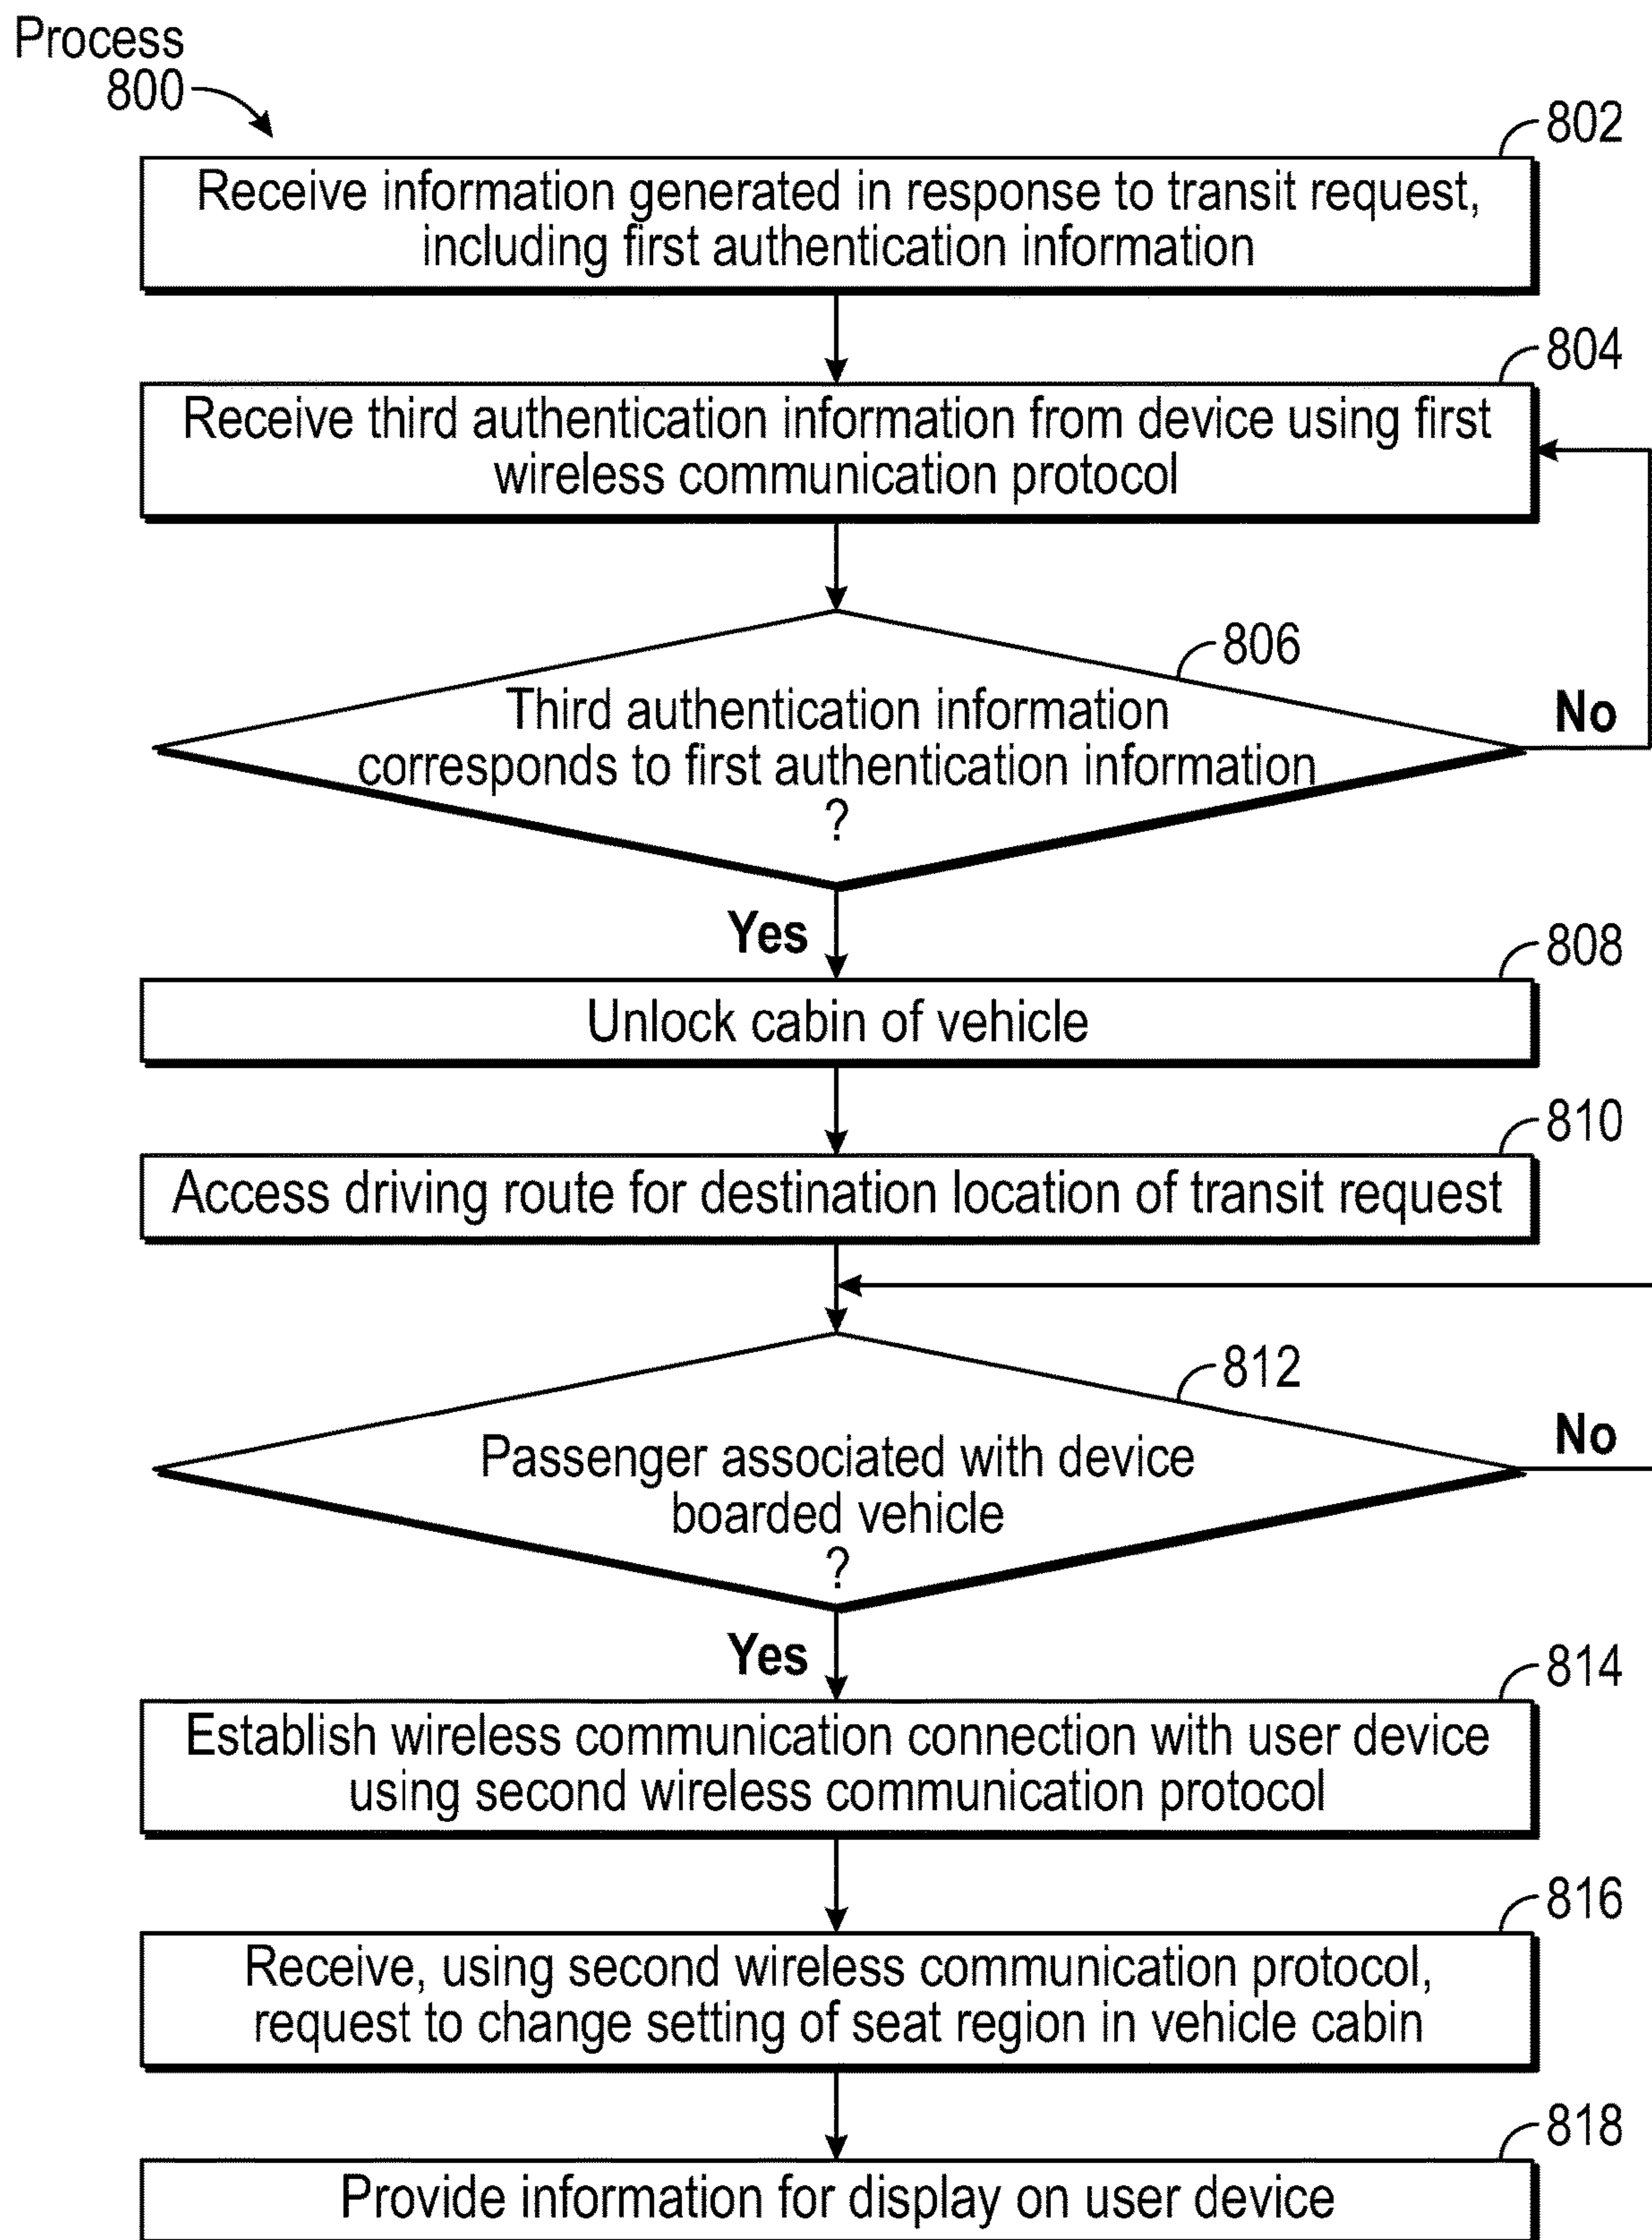 Process
800
802
Receive information generated in response to transit request,
including first authentication information
804
Receive third authentication information from device using first
wireless communication protocol
806
Third authentication information
corresponds to first authentication information
?
No
Yes
808
Unlock cabin of vehicle
810
Access driving route for destination location of transit request
812
Passenger associated with device
boarded vehicle
?
No
Yes
814
Establish wireless communication connection with user device
using second wireless communication protocol
816
Receive, using second wireless communication protocol,
request to change setting of seat region in vehicle cabin
818
Provide information for display on user device